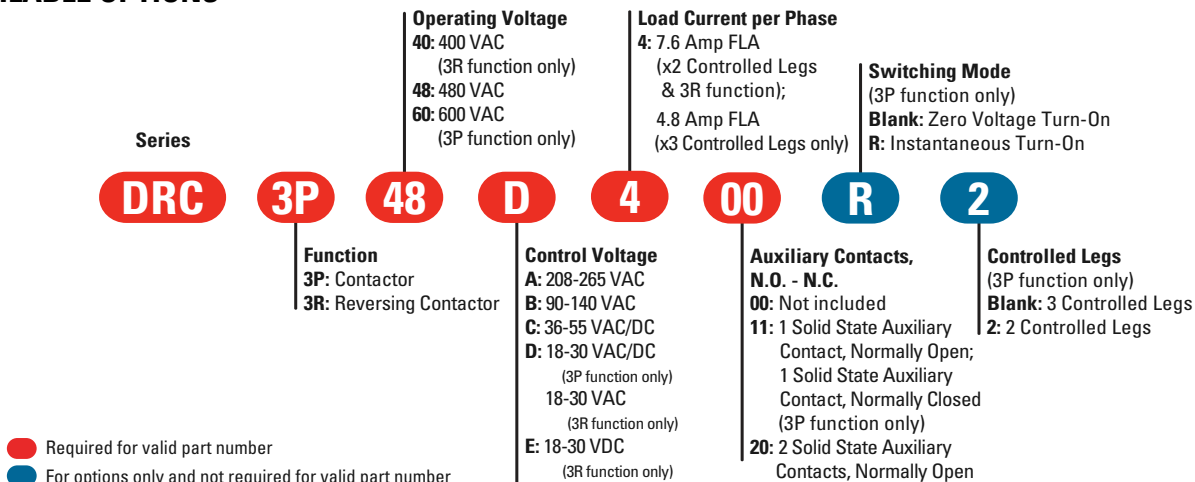 Operating Voltage
40: 400 VAC
(3R function only)
48: 480 VAC
60: 600 VAC
(3P function only)
Load Current per Phase
4: 7.6 Amp FLA
(x2 Controlled Legs
& 3R function);
4.8 Amp FLA
(x3 Controlled Legs only)
Switching Mode
(3P function only)
Blank: Zero Voltage Turn-On
R: Instantaneous Turn-On
Series
DRC 3P 48 D 4 00 R 2
Function
3P: Contactor
3R: Reversing Contactor
Control Voltage
A: 208-265 VAC
B: 90-140 VAC
C: 36-55 VAC/DC
D: 18-30 VAC/DC
(3P function only)
18-30 VAC
(3R function only)
E: 18-30 VDC
(3R function only)
Auxiliary Contacts,
N.O. - N.C.
00: Not included
11: 1 Solid State Auxiliary
Contact, Normally Open;
1 Solid State Auxiliary
Contact, Normally Closed
(3P function only)
20: 2 Solid State Auxiliary
Contacts, Normally Open
Controlled Legs
(3P function only)
Blank: 3 Controlled Legs
2: 2 Controlled Legs
Required for valid part number
For options only and not required for valid part number